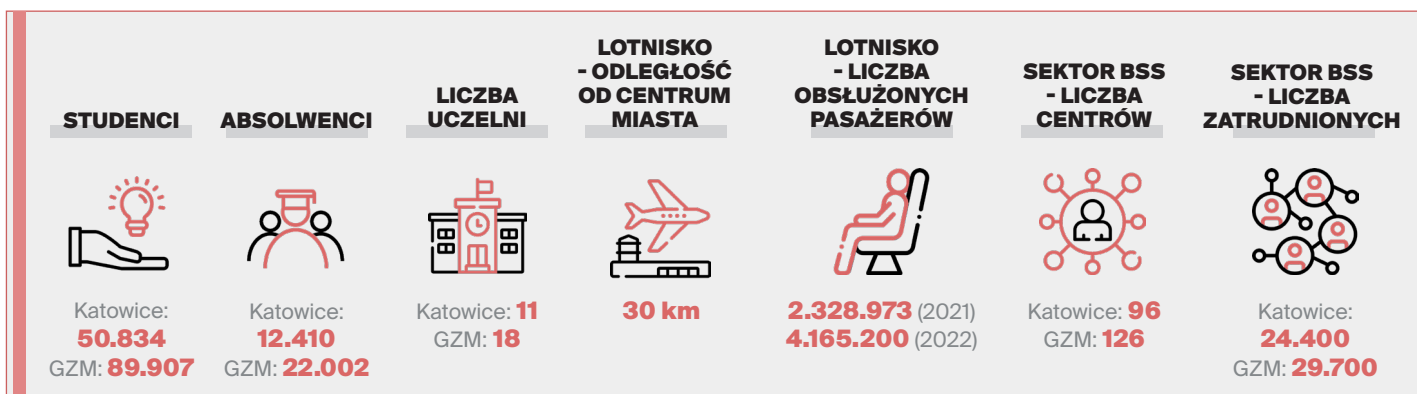 STUDENCI
Katowice:
50.834
GZM: 89.907
ABSOLWENCI
Katowice:
12.410
GZM: 22.002
LICZBA
UCZELNI
Katowice: 11
GZM: 18
LOTNISKO
- ODLEGŁOŚĆ
OD CENTRUM
MIASTA
30 km
LOTNISKO
- LICZBA
OBSŁUŻONYCH
PASAŻERÓW
2.328.973 (2021)
4.165.200 (2022)
SEKTOR BSS
- LICZBA
CENTRÓW
Katowice: 96
GZM: 126
SEKTOR BSS
- LICZBA
ZATRUDNIONYCH
Katowice:
24.400
GZM: 29.700